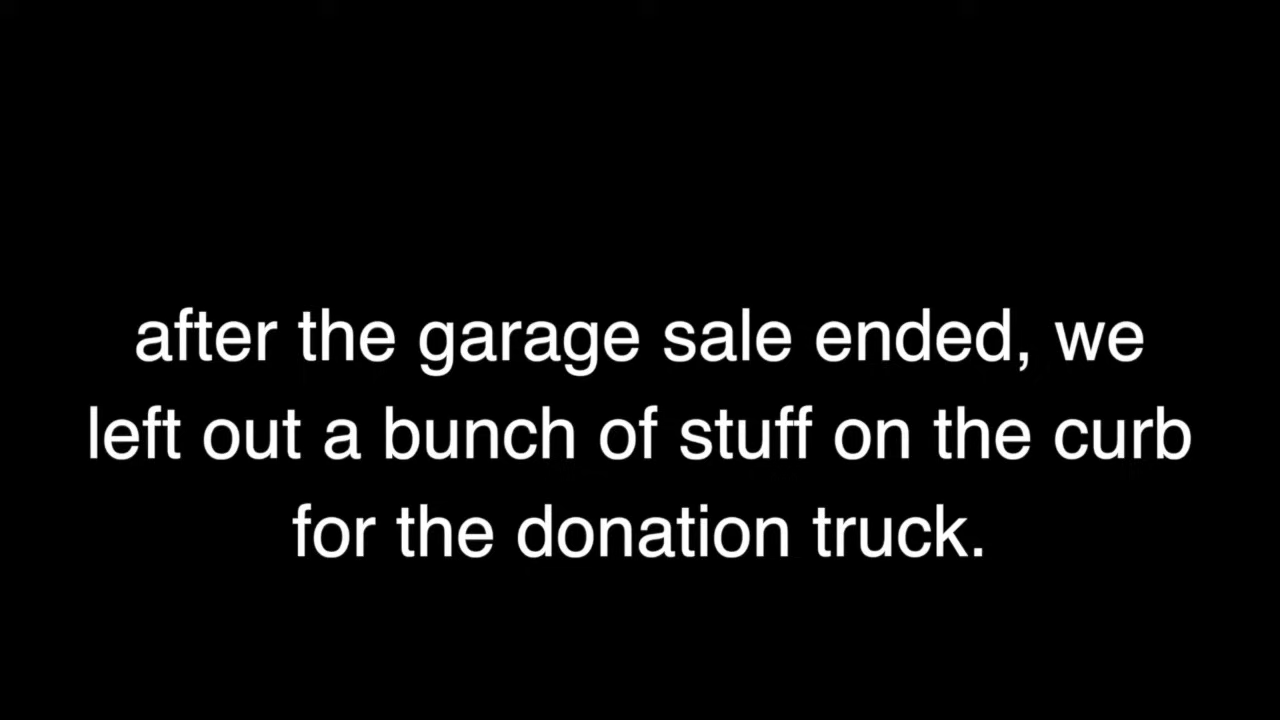 after the garage sale ended, we
left out a bunch of stuff on the curb
for the donation truck.